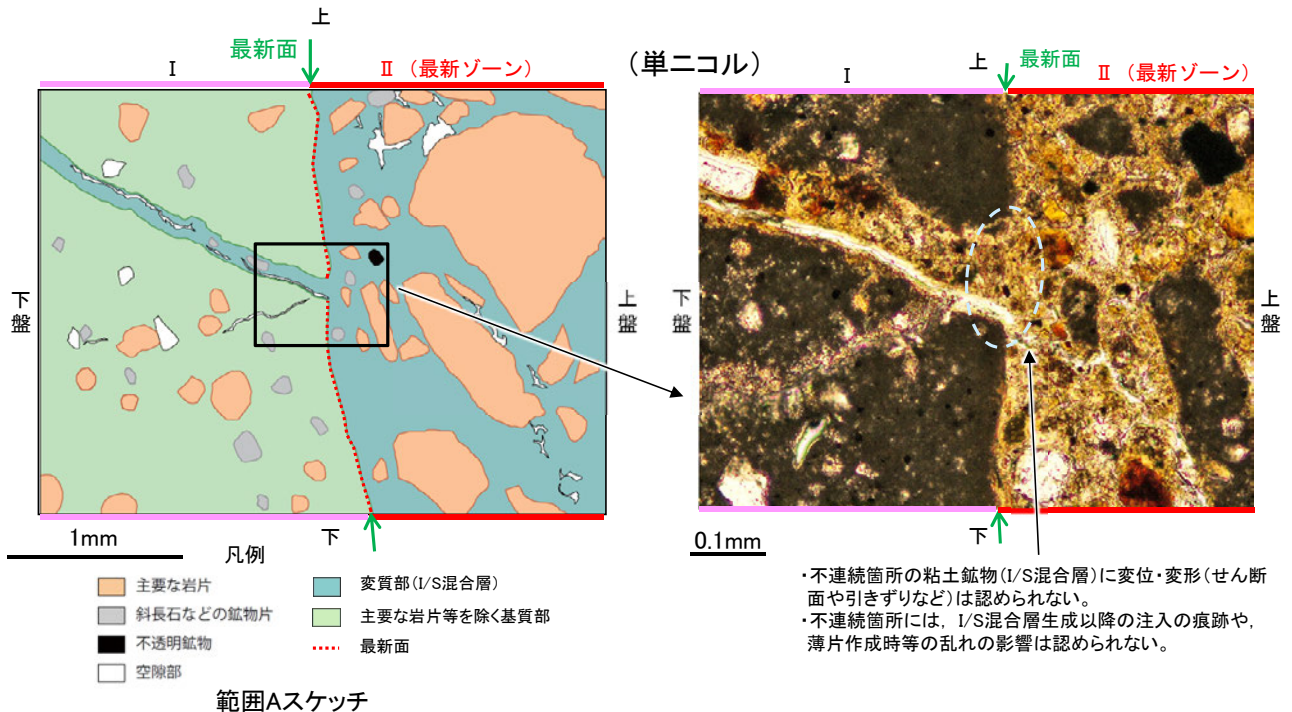 上
最新面
Ⅰ
Ⅱ (最新ゾーン)
下盤
上盤
1mm
下
凡例
主要な岩片
斜長石などの鉱物片
不透明鉱物
空隙部
変質部(I/S混合層)
主要な岩片等を除く基質部
最新面
範囲Aスケッチ
(単ニコル)
上
最新面
Ⅰ
Ⅱ (最新ゾーン)
下盤
上盤
下
0.1mm
・不連続箇所の粘土鉱物(I/S混合層)に変位・変形(せん断
面や引きずりなど)は認められない。
・不連続箇所には, I/S混合層生成以降の注入の痕跡や,
薄片作成時等の乱れの影響は認められない。